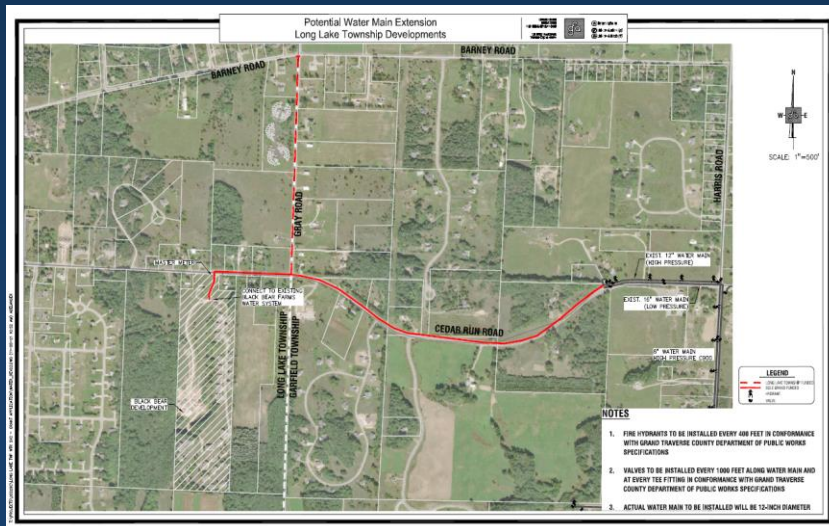 Potential Water Main Extension
Long Lake Township Developments
BARNEY ROAD
BARNEY ROAD
N
W
E
S
SCALE: 1"=500'
GRAY ROAD
HARRIS ROAD
MASTER METER
EXIST. 12" WATER MAIN
(HIGH PRESSURE)
CONNECT TO EXISTING
BLACK BEAR FARMS
WATER SYSTEM
EXIST. 16" WATER MAIN
(LOW PRESSURE)
CEDAR RUN ROAD
LONG LAKE TOWNSHIP
GARFIELD TOWNSHIP
8" WATER MAIN
BLACK BEAR
DEVELOPMENT
LEGEND
HYDRANT
VALVE
NOTES
1. FIRE HYDRANTS TO BE INSTALLED EVERY 400 FEET IN CONFORMANCE
WITH GRAND TRAVERSE COUNTY DEPARTMENT OF PUBLIC WORKS
SPECIFICATIONS
2. VALVES TO BE INSTALLED EVERY 1000 FEET ALONG WATER MAIN AND
AT EVERY TEE FITTING IN CONFORMANCE WITH GRAND TRAVERSE
COUNTY DEPARTMENT OF PUBLIC WORKS SPECIFICATIONS
3. ACTUAL WATER MAIN TO BE INSTALLED WILL BE 12-INCH DIAMETER